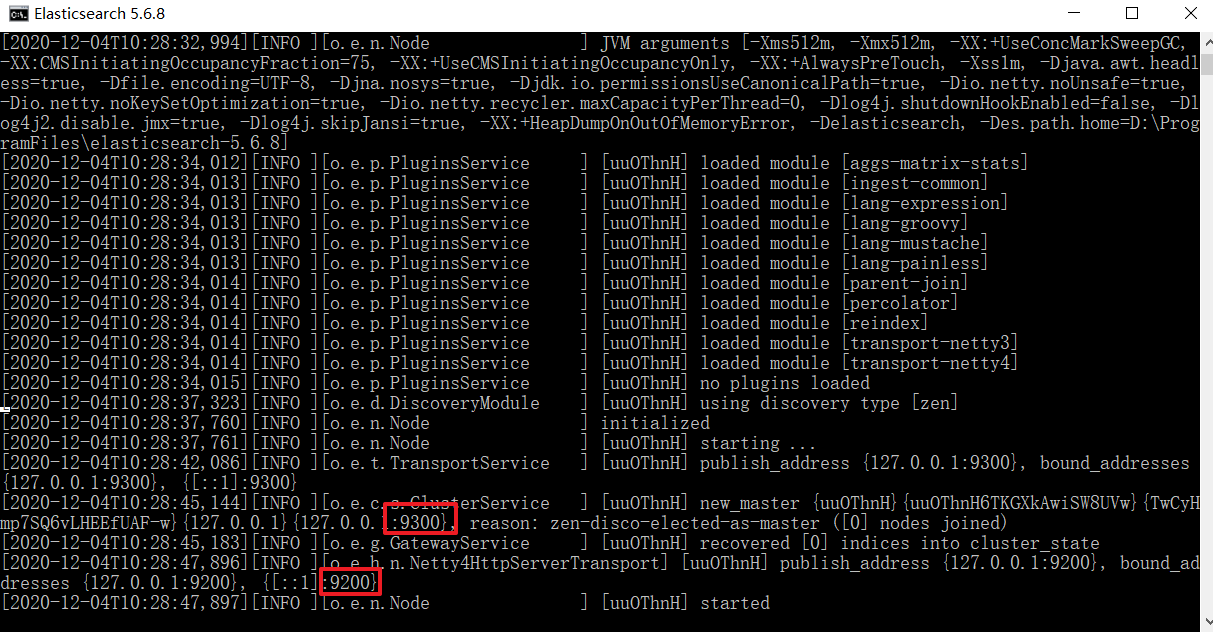 Elasticsearch 5.6.8
[2020-12-04T10:28:32,994][INFO ][o.e.n.Node               ] JVM arguments [-Xms512m, -Xmx512m, -XX:+UseConcMarkSweepGC,
-XX:CMSInitiatingOccupancyFraction=75, -XX:+UseCMSInitiatingOccupancyOnly, -XX:+AlwaysPreTouch, -Xss1m, -Djava.awt.headl
ess=true, -Dfile.encoding=UTF-8, -Djna.nosys=true, -Djdk.io.permissionsUseCanonicalPath=true, -Dio.netty.noUnsafe=true,
-Dio.netty.noKeySetOptimization=true, -Dio.netty.recycler.maxCapacityPerThread=0, -Dlog4j.shutdownHookEnabled=false, -Dl
og4j2.disable.jmx=true, -Dlog4j.skipJansi=true, -XX:+HeapDumpOnOutOfMemoryError, -Delasticsearch, -Des.path.home=D:\Prog
ramFiles\elasticsearch-5.6.8]
[2020-12-04T10:28:34,012][INFO ][o.e.p.PluginsService     ] [uuOThnH] loaded module [aggs-matrix-stats]
[2020-12-04T10:28:34,013][INFO ][o.e.p.PluginsService     ] [uuOThnH] loaded module [ingest-common]
[2020-12-04T10:28:34,013][INFO ][o.e.p.PluginsService     ] [uuOThnH] loaded module [lang-expression]
[2020-12-04T10:28:34,013][INFO ][o.e.p.PluginsService     ] [uuOThnH] loaded module [lang-groovy]
[2020-12-04T10:28:34,013][INFO ][o.e.p.PluginsService     ] [uuOThnH] loaded module [lang-mustache]
[2020-12-04T10:28:34,013][INFO ][o.e.p.PluginsService     ] [uuOThnH] loaded module [lang-painless]
[2020-12-04T10:28:34,014][INFO ][o.e.p.PluginsService     ] [uuOThnH] loaded module [parent-join]
[2020-12-04T10:28:34,014][INFO ][o.e.p.PluginsService     ] [uuOThnH] loaded module [percolator]
[2020-12-04T10:28:34,014][INFO ][o.e.p.PluginsService     ] [uuOThnH] loaded module [reindex]
[2020-12-04T10:28:34,014][INFO ][o.e.p.PluginsService     ] [uuOThnH] loaded module [transport-netty3]
[2020-12-04T10:28:34,014][INFO ][o.e.p.PluginsService     ] [uuOThnH] loaded module [transport-netty4]
[2020-12-04T10:28:34,015][INFO ][o.e.p.PluginsService     ] [uuOThnH] no plugins loaded
[2020-12-04T10:28:37,323][INFO ][o.e.d.DiscoveryModule    ] [uuOThnH] using discovery type [zen]
[2020-12-04T10:28:37,760][INFO ][o.e.n.Node               ] initialized
[2020-12-04T10:28:37,761][INFO ][o.e.n.Node               ] [uuOThnH] starting ...
[2020-12-04T10:28:42,086][INFO ][o.e.t.TransportService   ] [uuOThnH] publish_address {127.0.0.1:9300}, bound_addresses
{127.0.0.1:9300}, {[::1]:9300}
[2020-12-04T10:28:45,144][INFO ][o.e.c.s.ClusterService   ] [uuOThnH] new_master {uuOThnH}{uuOThnH6TKGXkAwiSW8UVw}{TwCyH
mp7SQ6vLHEEfUAF-w}{127.0.0.1}{127.0.0.1:9300}, reason: zen-disco-elected-as-master ([0] nodes joined)
[2020-12-04T10:28:45,183][INFO ][o.e.g.GatewayService     ] [uuOThnH] recovered [0] indices into cluster_state
[2020-12-04T10:28:47,896][INFO ][o.e.h.n.Netty4HttpServerTransport] [uuOThnH] publish_address {127.0.0.1:9200}, bound_ad
dresses {127.0.0.1:9200}, {[::1]:9200}
[2020-12-04T10:28:47,897][INFO ][o.e.n.Node               ] [uuOThnH] started